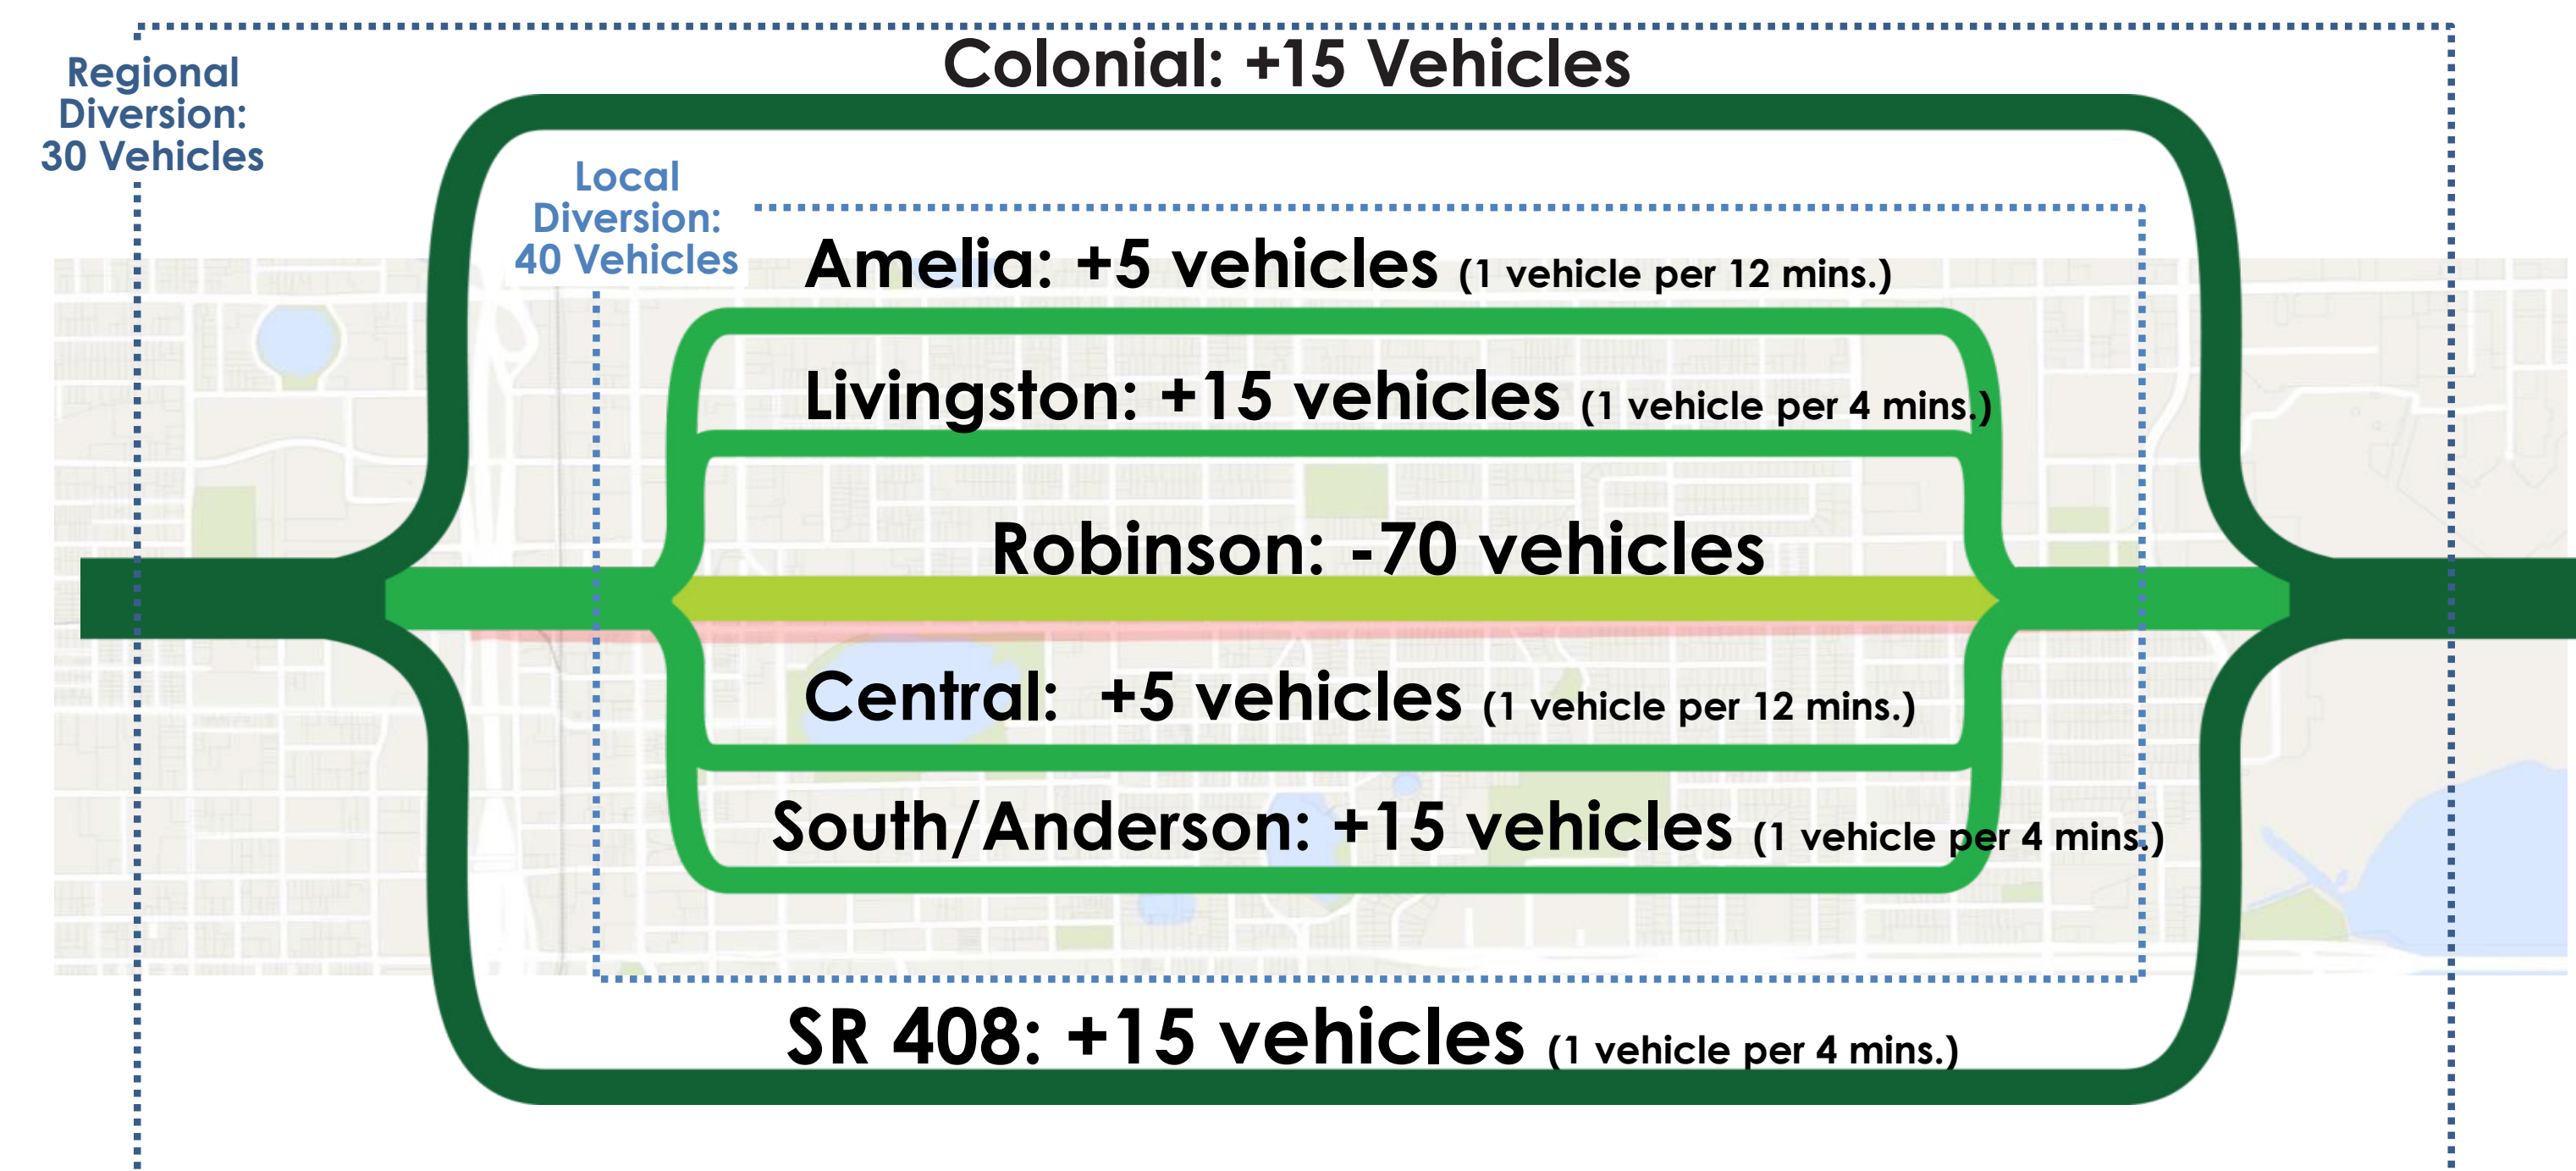 Colonial: +15 Vehicles
Regional
Diversion:
30 Vehicles
Local
Diversion:
40 Vehicles
Amelia: +5 vehicles (1 vehicle per 12 mins.)
Livingston: +15 vehicles (1 vehicle per 4 mins.)
Robinson: -70 vehicles
Central: +5 vehicles (1 vehicle per 12 mins.)
South/Anderson: +15 vehicles (1 vehicle per 4 mins.)
SR 408: +15 vehicles (1 vehicle per 4 mins.)